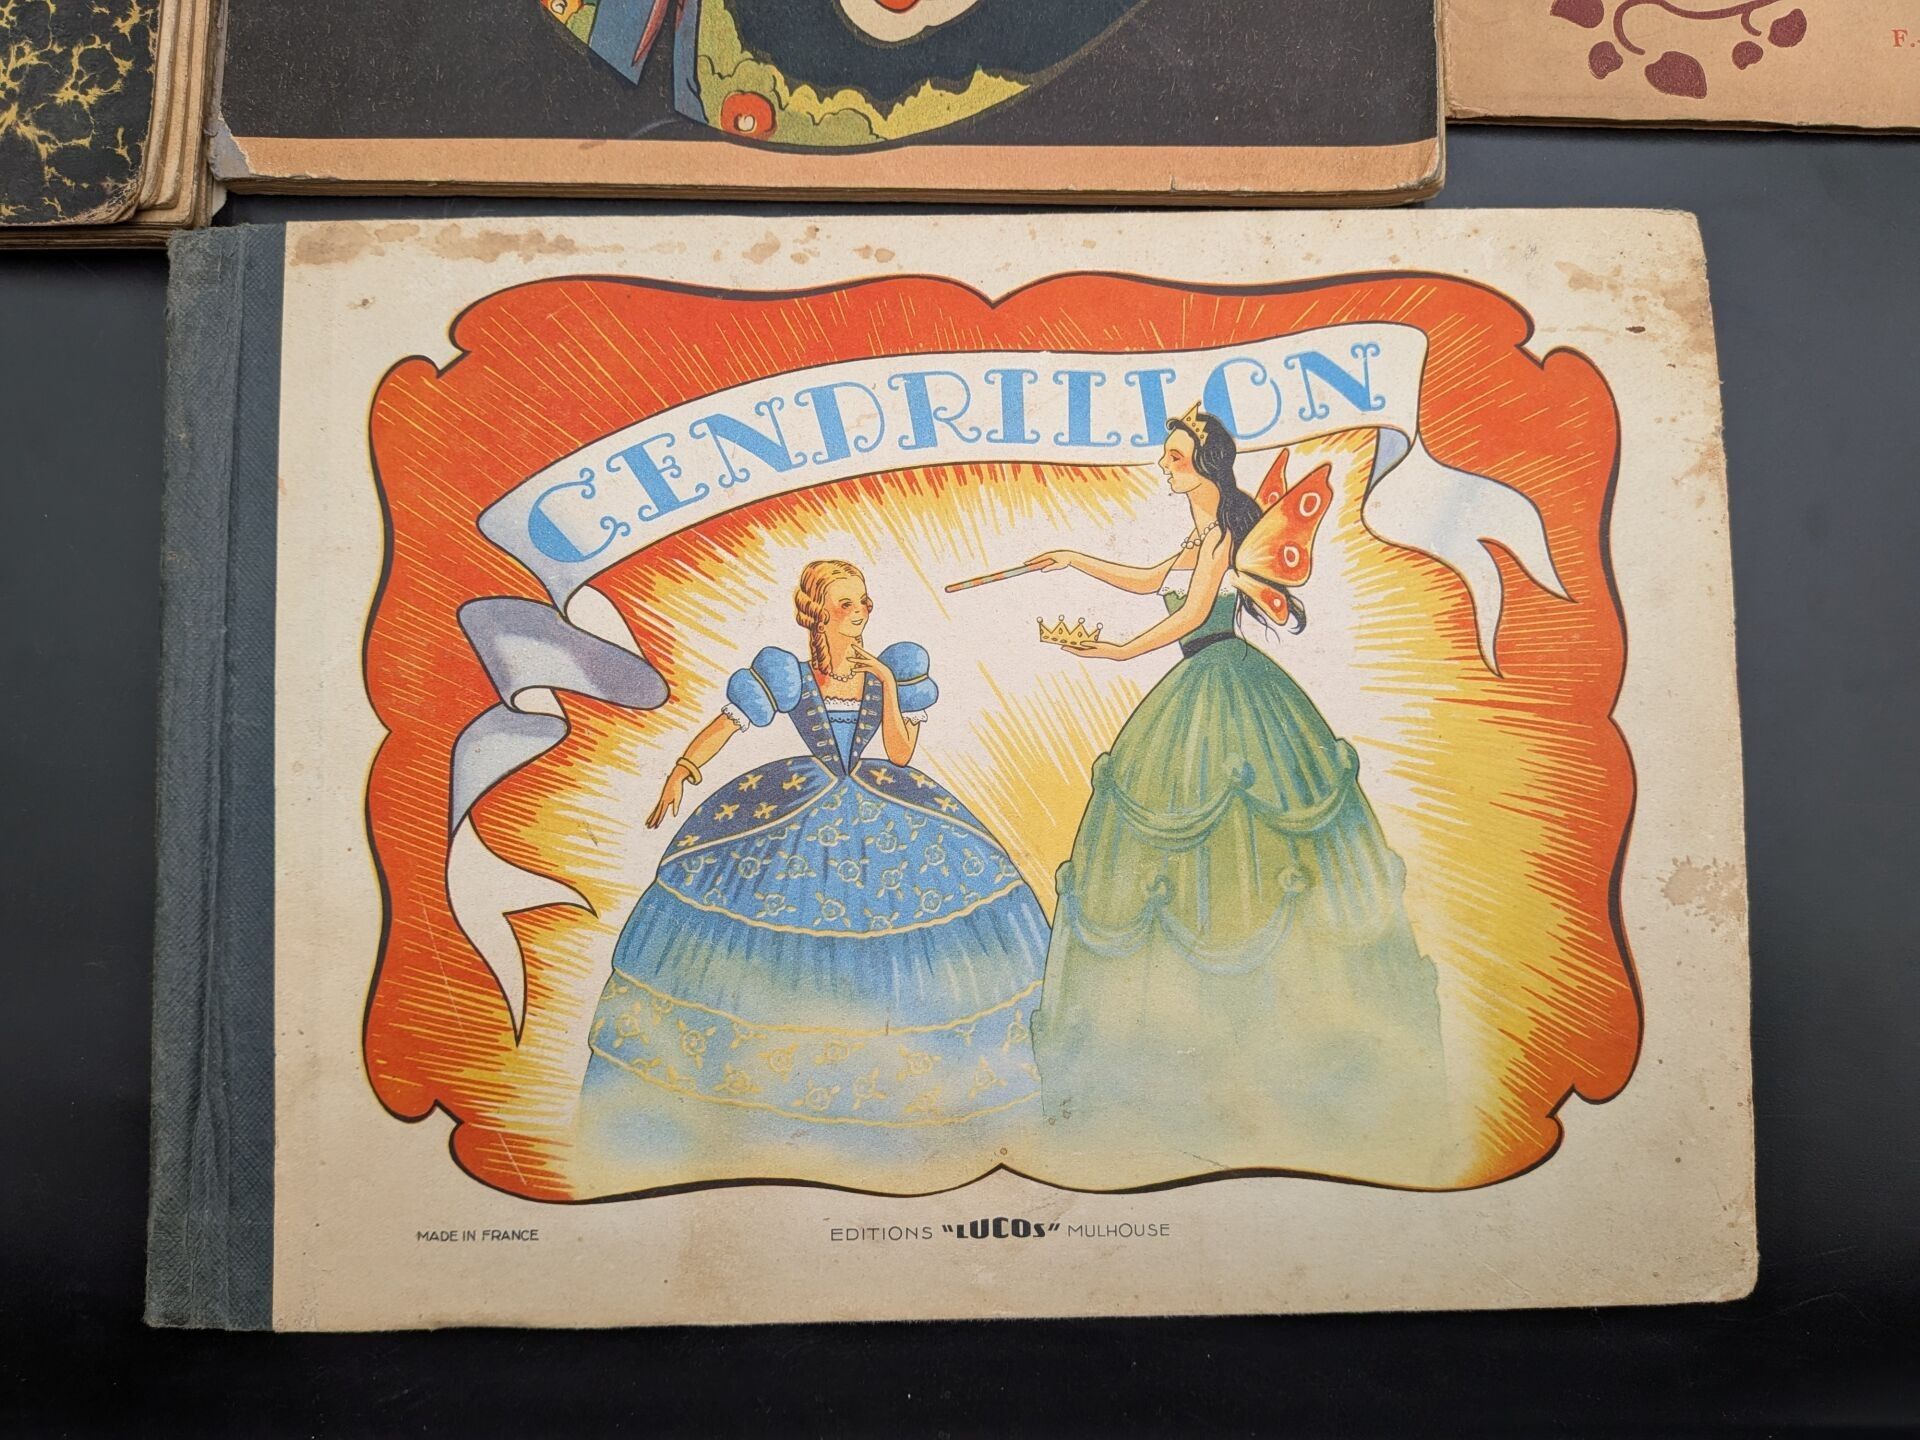 F.
CENDRILLON
MADE IN FRANCE
EDITIONS "LUCOS" MULHOUSE